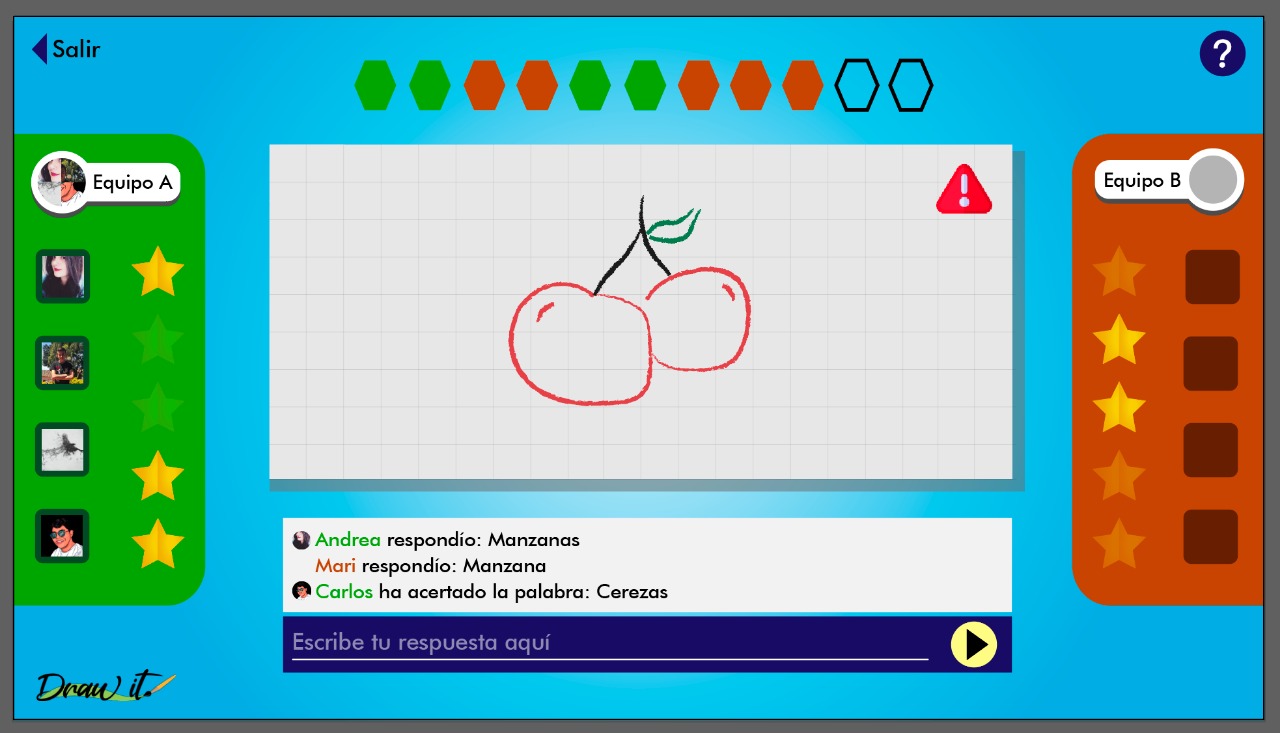 Salir
?
Equipo A
Equipo B
Andrea respondío: Manzanas
Mari respondío: Manzana
Carlos ha acertado la palabra: Cerezas
Escribe tu respuesta aquí
Draw it.